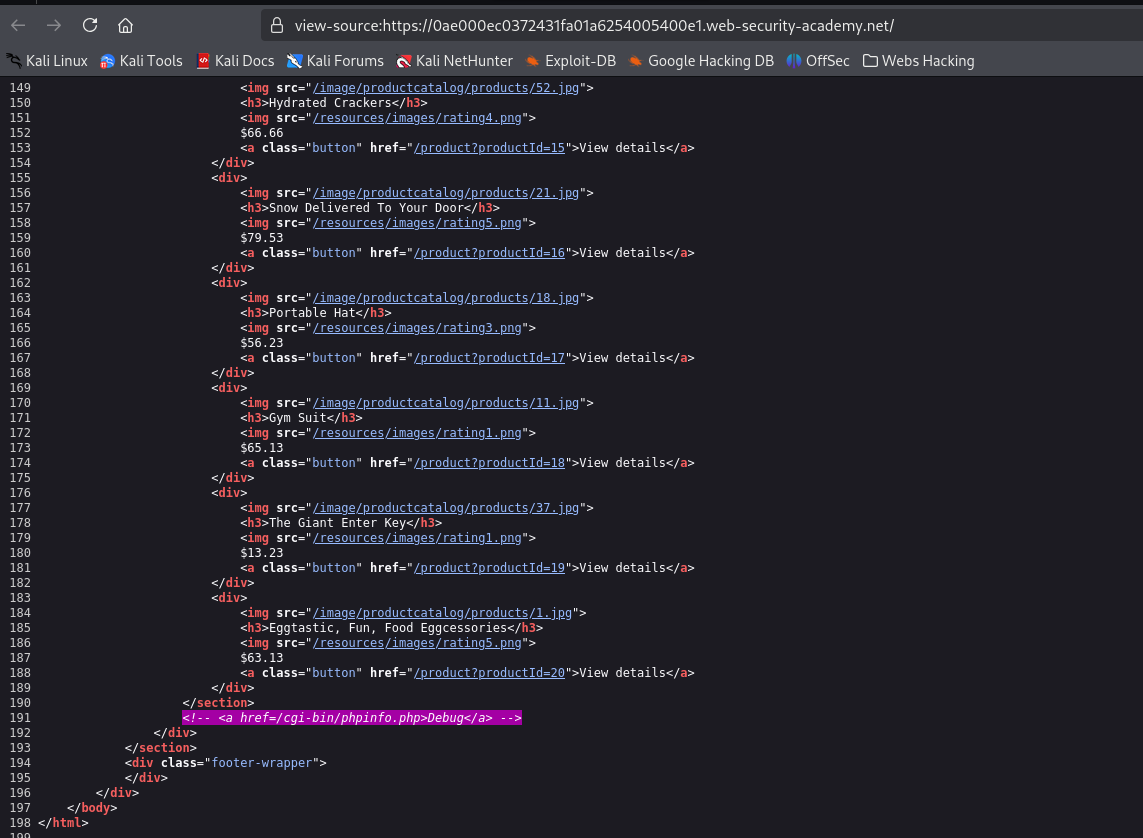 view-source:https://0ae000ec0372431fa01a6254005400e1.web-security-academy.net/
Kali Linux Kali Tools Kali Docs Kali Forums Kali NetHunter Exploit-DB Google Hacking DB OffSec Webs Hacking
149 <img src="/image/productcatalog/products/52.jpg">
150 <h3>Hydrated Crackers</h3>
151 <img src="/resources/images/rating4.png">
152 $66.66
153 <a class="button" href="/product?productId=15">View details</a>
154 </div>
155 <div>
156 <img src="/image/productcatalog/products/21.jpg">
157 <h3>Snow Delivered To Your Door</h3>
158 <img src="/resources/images/rating5.png">
159 $79.53
160 <a class="button" href="/product?productId=16">View details</a>
161 </div>
162 <div>
163 <img src="/image/productcatalog/products/18.jpg">
164 <h3>Portable Hat</h3>
165 <img src="/resources/images/rating3.png">
166 $56.23
167 <a class="button" href="/product?productId=17">View details</a>
168 </div>
169 <div>
170 <img src="/image/productcatalog/products/11.jpg">
171 <h3>Gym Suit</h3>
172 <img src="/resources/images/rating1.png">
173 $65.13
174 <a class="button" href="/product?productId=18">View details</a>
175 </div>
176 <div>
177 <img src="/image/productcatalog/products/37.jpg">
178 <h3>The Giant Enter Key</h3>
179 <img src="/resources/images/rating1.png">
180 $13.23
181 <a class="button" href="/product?productId=19">View details</a>
182 </div>
183 <div>
184 <img src="/image/productcatalog/products/1.jpg">
185 <h3>Eggtastic, Fun, Food Eggcessories</h3>
186 <img src="/resources/images/rating5.png">
187 $63.13
188 <a class="button" href="/product?productId=20">View details</a>
189 </div>
190 </section>
191 <!-- <a href=/cgi-bin/phpinfo.php>Debug</a> -->
192 </div>
193 </section>
194 <div class="footer-wrapper">
195 </div>
196 </div>
197 </body>
198 </html>
199